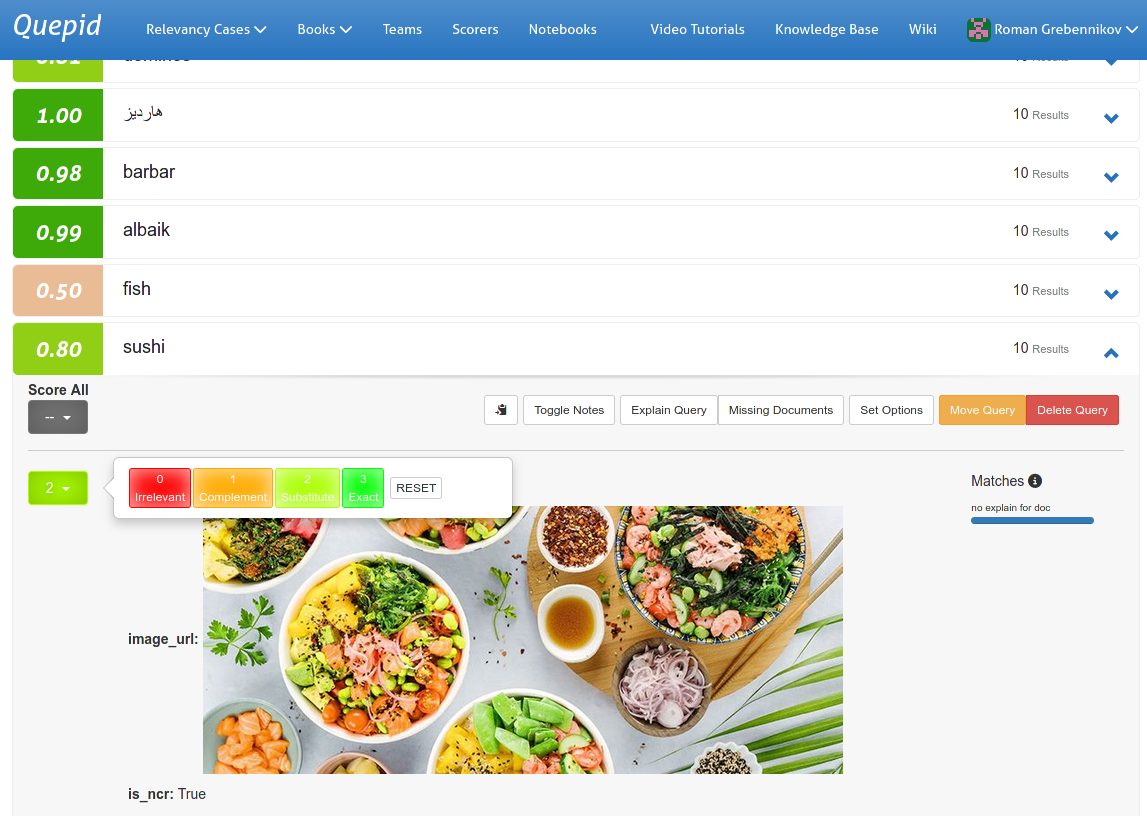 Quepid
Relevancy Cases
Books
Teams
Scorers
Notebooks
Video Tutorials
Knowledge Base
Wiki
Roman Grebennikov
1.00
هارديز
10 Results
0.98
barbar
10 Results
0.99
albaik
10 Results
0.50
fish
10 Results
0.80
sushi
10 Results
Score All
--
Toggle Notes
Explain Query
Missing Documents
Set Options
Move Query
Delete Query
2
0
Irrelevant
1
Complement
2
Substitute
3
Exact
RESET
Matches
no explain for doc
image_url:
is_ncr: True